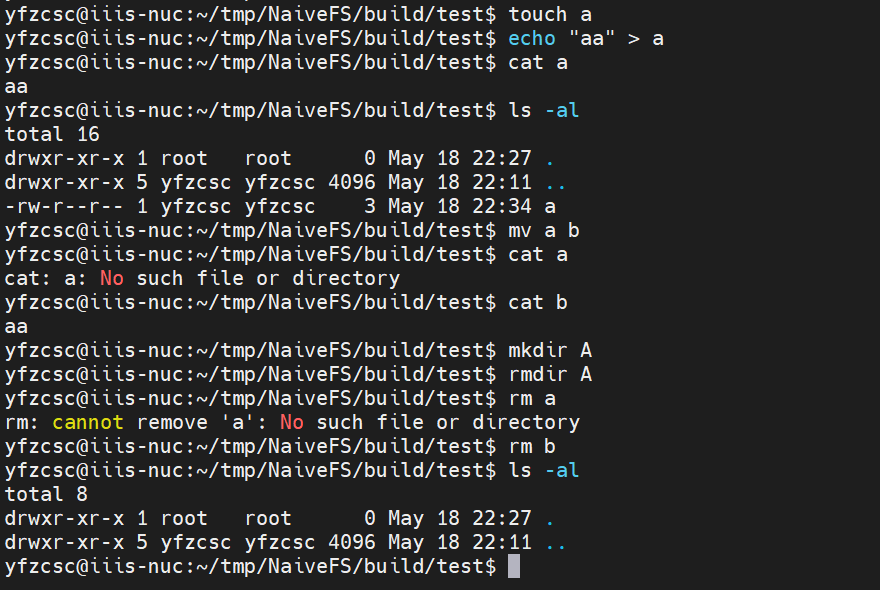 yfzcsc@iiis-nuc:~/tmp/NaiveFS/build/test$ touch a
yfzcsc@iiis-nuc:~/tmp/NaiveFS/build/test$ echo "aa" > a
yfzcsc@iiis-nuc:~/tmp/NaiveFS/build/test$ cat a
aa
yfzcsc@iiis-nuc:~/tmp/NaiveFS/build/test$ ls -al
total 16
drwxr-xr-x 1 root   root      0 May 18 22:27 .
drwxr-xr-x 5 yfzcsc yfzcsc 4096 May 18 22:11 ..
-rw-r--r-- 1 yfzcsc yfzcsc    3 May 18 22:34 a
yfzcsc@iiis-nuc:~/tmp/NaiveFS/build/test$ mv a b
yfzcsc@iiis-nuc:~/tmp/NaiveFS/build/test$ cat a
cat: a: No such file or directory
yfzcsc@iiis-nuc:~/tmp/NaiveFS/build/test$ cat b
aa
yfzcsc@iiis-nuc:~/tmp/NaiveFS/build/test$ mkdir A
yfzcsc@iiis-nuc:~/tmp/NaiveFS/build/test$ rmdir A
yfzcsc@iiis-nuc:~/tmp/NaiveFS/build/test$ rm a
rm: cannot remove 'a': No such file or directory
yfzcsc@iiis-nuc:~/tmp/NaiveFS/build/test$ rm b
yfzcsc@iiis-nuc:~/tmp/NaiveFS/build/test$ ls -al
total 8
drwxr-xr-x 1 root   root      0 May 18 22:27 .
drwxr-xr-x 5 yfzcsc yfzcsc 4096 May 18 22:11 ..
yfzcsc@iiis-nuc:~/tmp/NaiveFS/build/test$